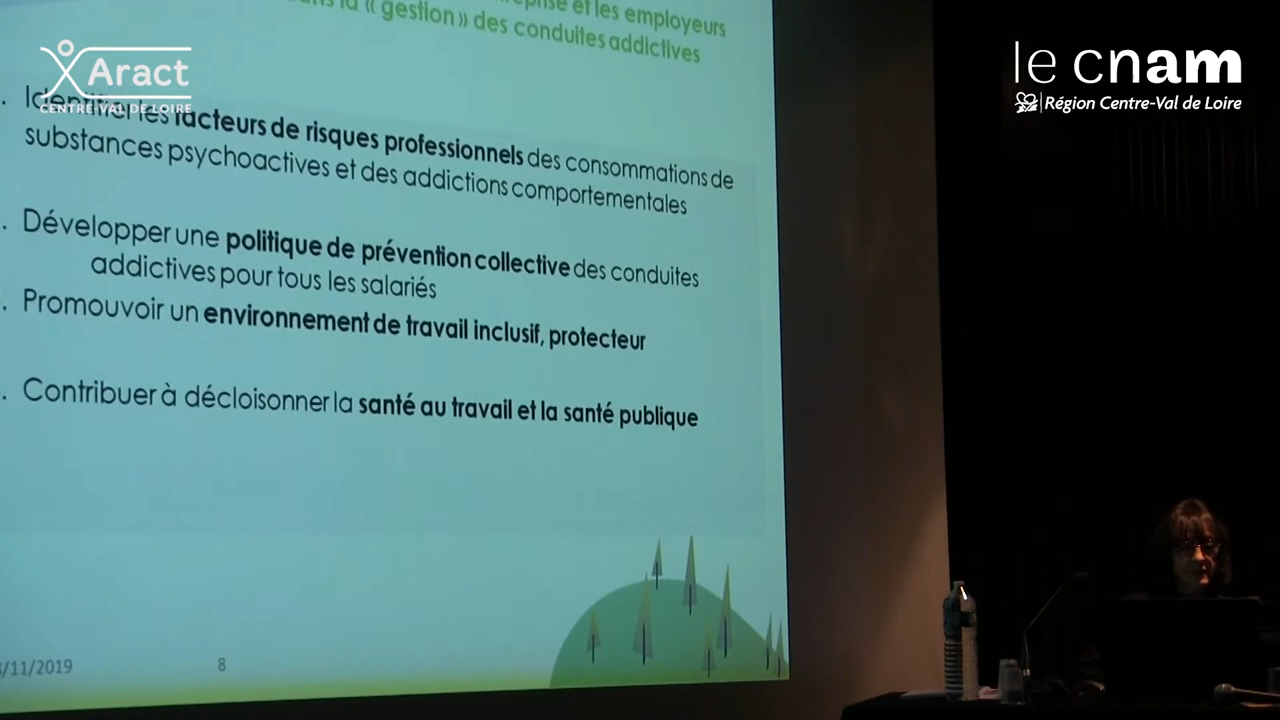 et les employeurs
« gestion » des conduites addictives
Aract
CENTRE-VAL DE LOIRE
le cnam
Région Centre-Val de Loire
. Identifier les facteurs de risques professionnels des consommations de
substances psychoactives et des addictions comportementales
. Développer une politique de prévention collective des conduites
addictives pour tous les salariés
. Promouvoir un environnement de travail inclusif, protecteur
. Contribuer à décloisonner la santé au travail et la santé publique
/11/2019
8